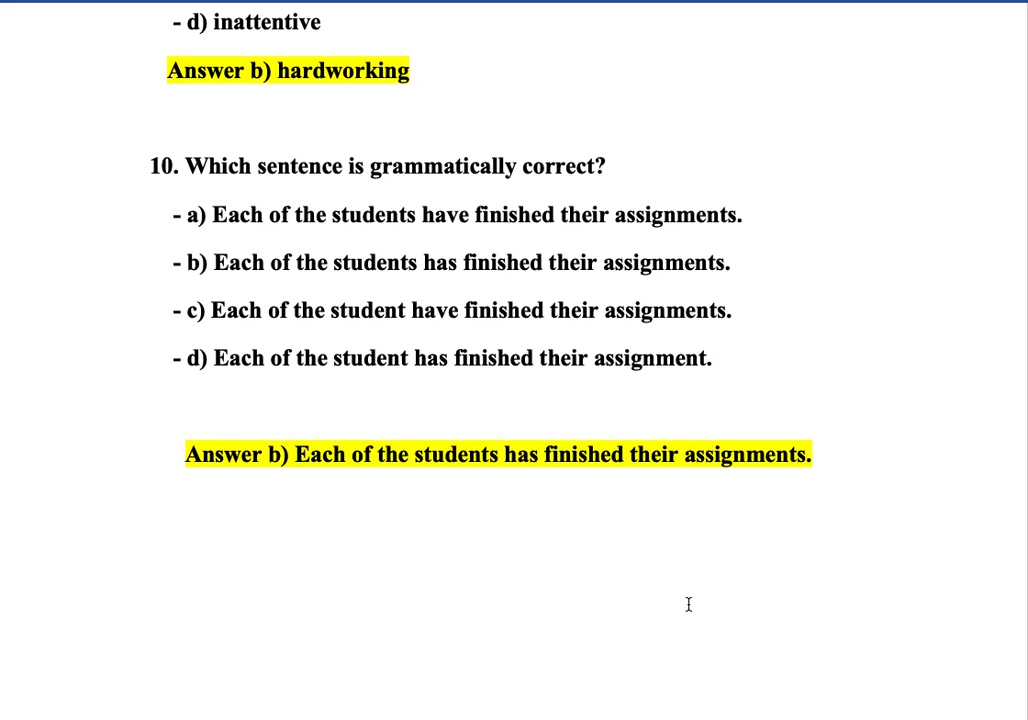 - d) inattentive
Answer b) hardworking
10. Which sentence is grammatically correct?
- a) Each of the students have finished their assignments.
- b) Each of the students has finished their assignments.
- c) Each of the student have finished their assignments.
- d) Each of the student has finished their assignment.
Answer b) Each of the students has finished their assignments.